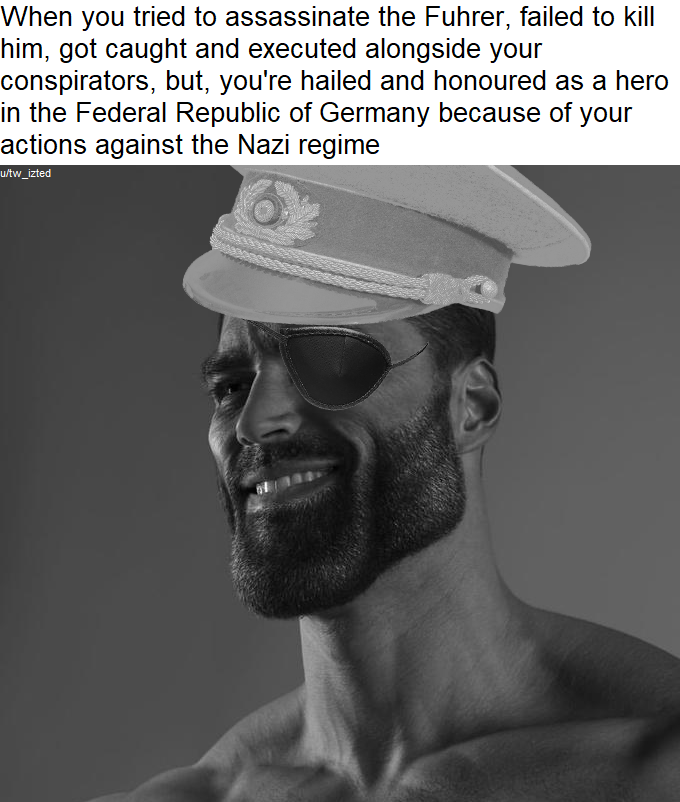 When you tried to assassinate the Fuhrer, failed to kill
him, got caught and executed alongside your
conspirators, but, you're hailed and honoured as a hero
in the Federal Republic of Germany because of your
actions against the Nazi regime
u/tw_izted